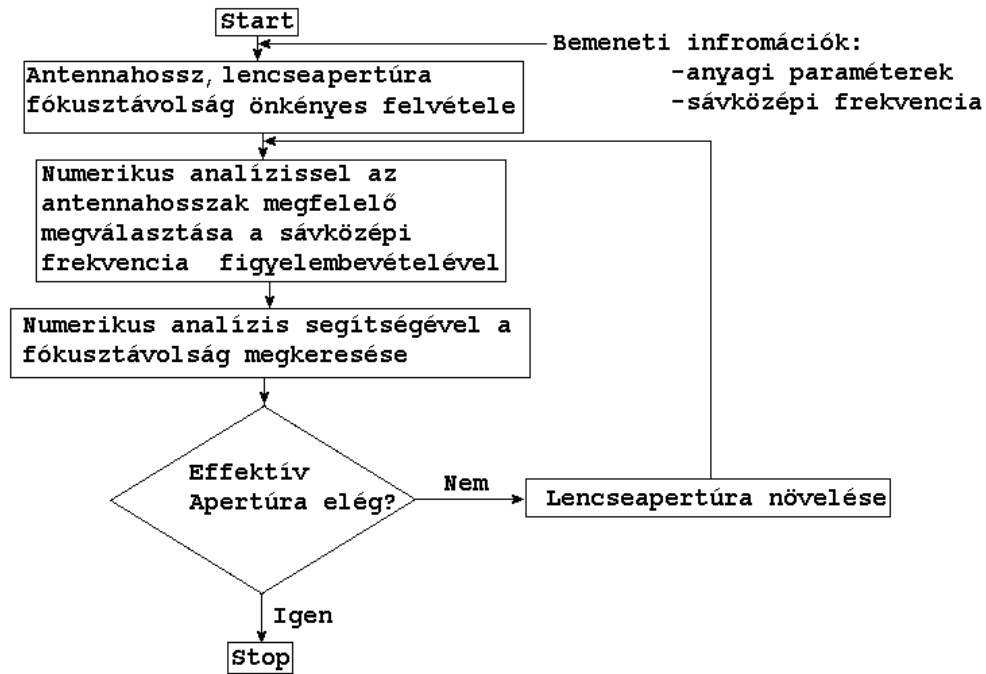 Start
Bemeneti infromációk:
-anyagi paraméterek
-sávközépi frekvencia
Antennahossz, lencseapertúra
fókusztávolság önkényes felvétele
Numerikus analízissel az
antennahosszak megfelelő
megválasztása a sávközépi
frekvencia figyelembevételével
Numerikus analízis segítségével a
fókusztávolság megkeresése
Effektív
Apertúra elég?
Nem
Lencseapertúra növelése
Igen
Stop